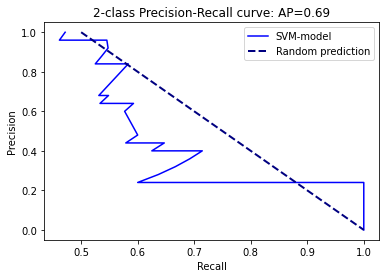 2-class Precision-Recall curve: AP=0.69
SVM-model
Random prediction
Precision
1.0
0.8
0.6
0.4
0.2
0.0
0.5 0.6 0.7 0.8 0.9 1.0
Recall